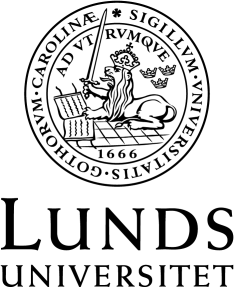 SIGILLVM · VNIVERSITATIS · GOTHORVM · CAROLINÆ
AD VTRVMQVE
1666
LUNDS
UNIVERSITET